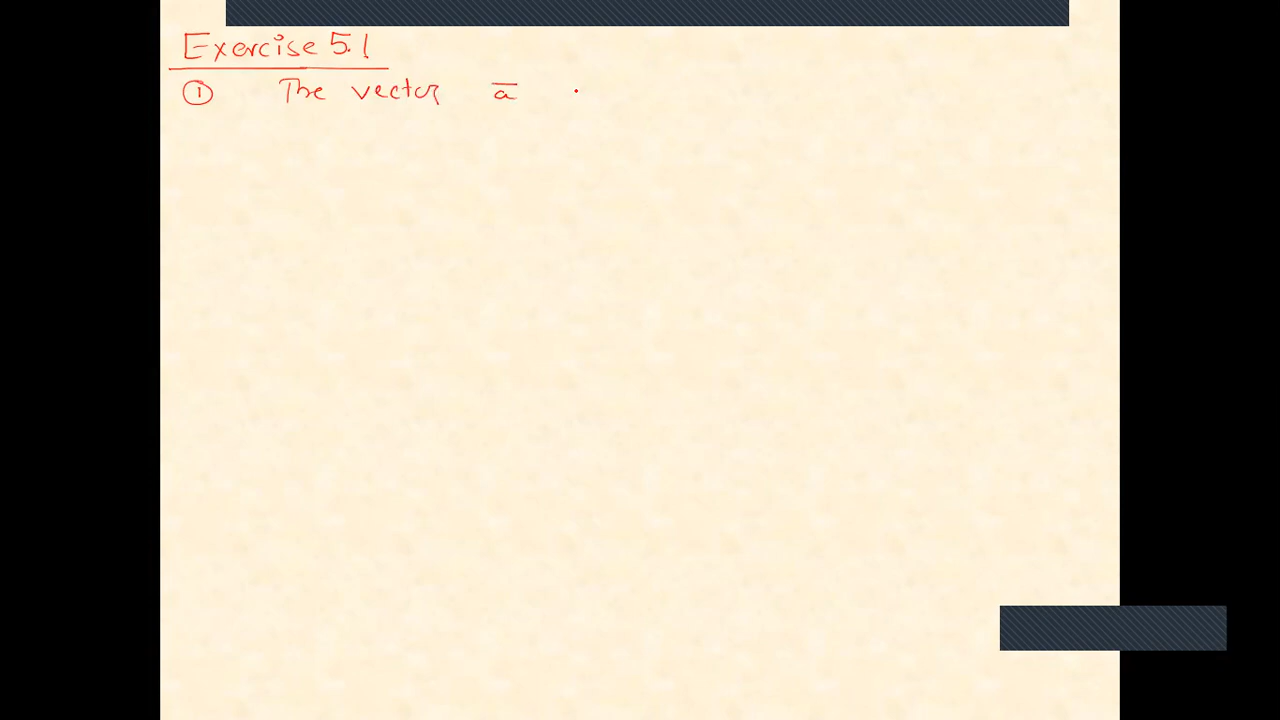 Exercise 5.1
① The vector a̅